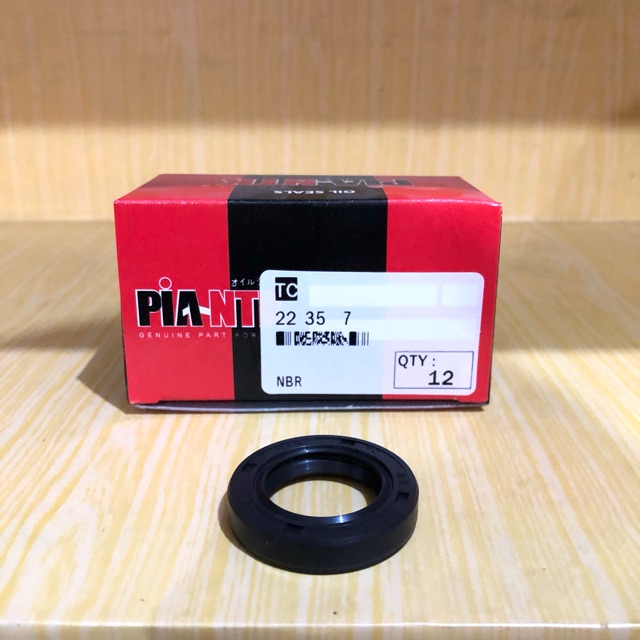 OIL SEALS
オイル
PIA-NT
GENUINE PART FOR
TC
22 35 7
QTY:
12
NBR